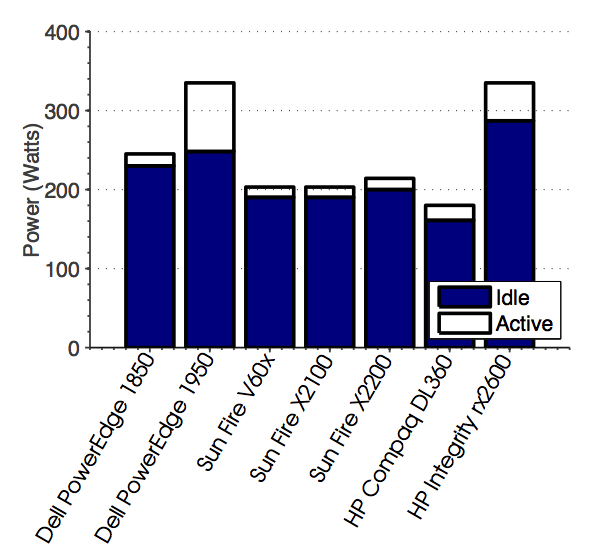 400
300
200
100
0
Power (Watts)
Idle
Active
Dell PowerEdge 1850
Dell PowerEdge 1950
Sun Fire V60x
Sun Fire X2100
Sun Fire X2200
HP Compaq DL360
HP Integrity rx2600